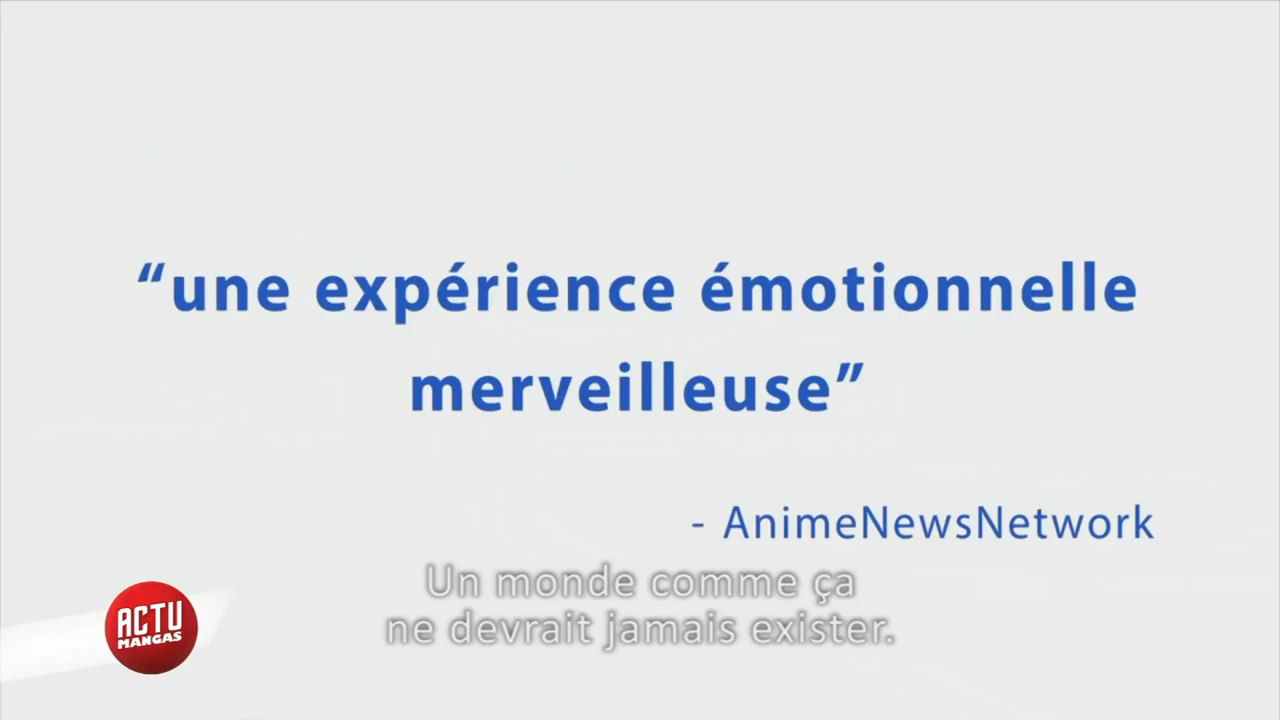 “une expérience émotionnelle
merveilleuse”
- AnimeNewsNetwork
Un monde comme ça
ne devrait jamais exister.
ACTU
MANGAS